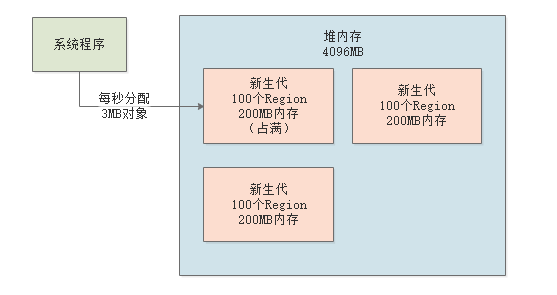 系统程序
每秒分配
3MB对象
堆内存
4096MB
新生代
100个Region
200MB内存
（占满）
新生代
100个Region
200MB内存
新生代
100个Region
200MB内存